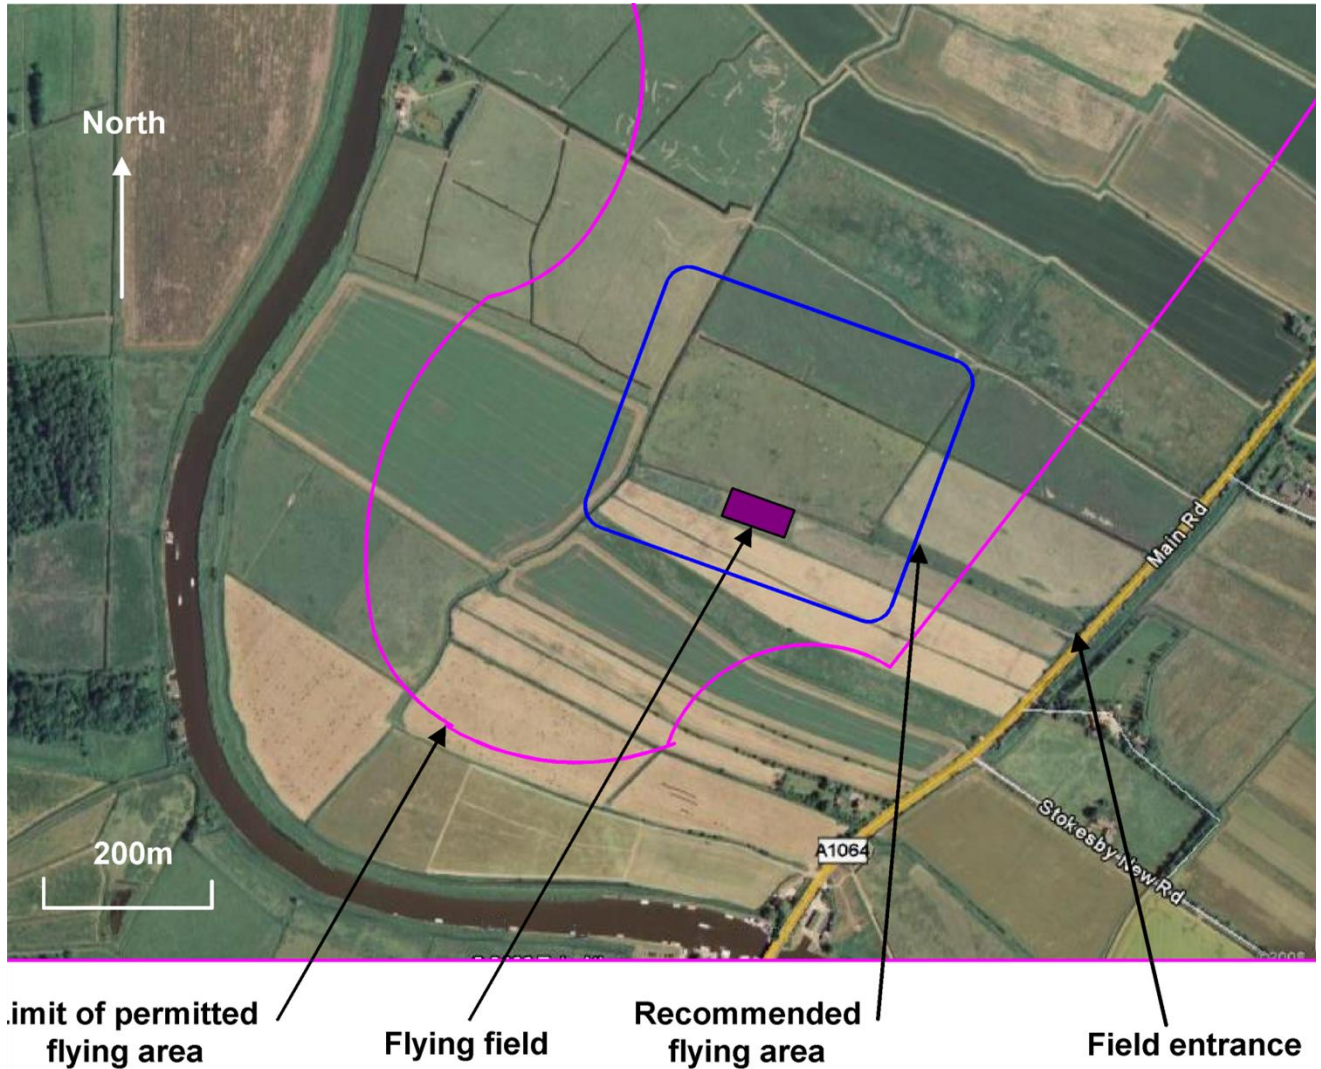 North
Main Rd
200m
A1064
Stokesby New Rd
imit of permitted
flying area
Flying field
Recommended
flying area
Field entrance